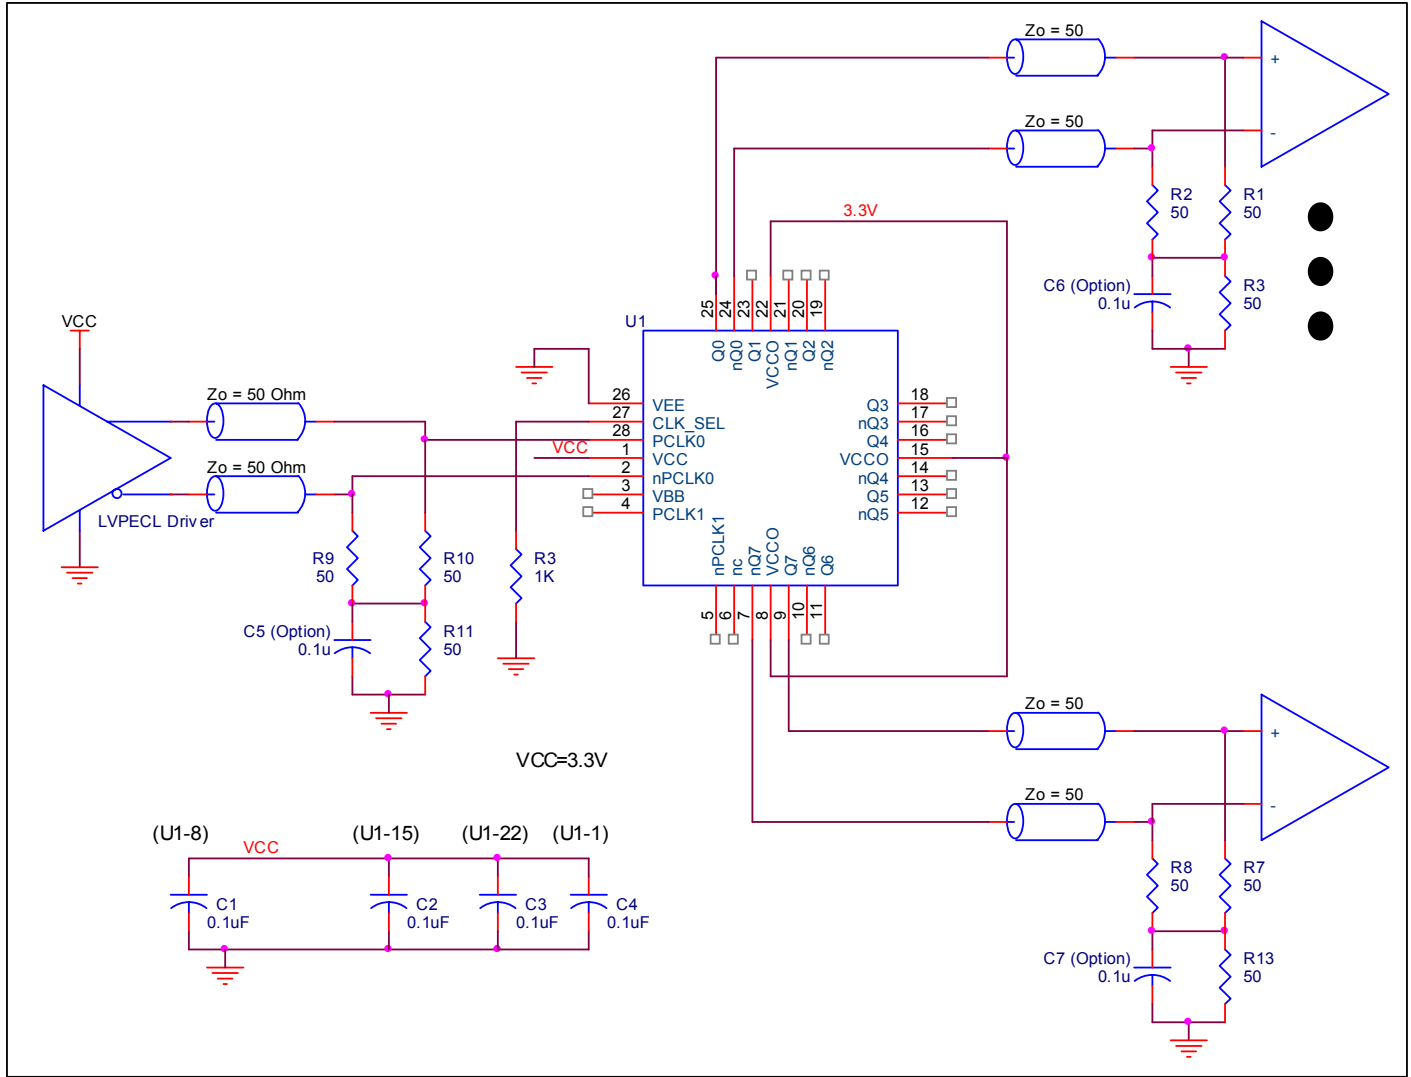 Zo = 50
+
Zo = 50
-
R2
50
R1
50
3.3V
C6 (Option)
0.1u
R3
50
25
24
23
22
21
20
19
U1
Q0
nQ0
Q1
VCCO
nQ1
Q2
nQ2
VCC
Zo = 50 Ohm
Zo = 50 Ohm
LVPECL Driver
26
VEE
27
CLK_SEL
28
PCLK0
VCC
1
VCC
2
nPCLK0
3
VBB
4
PCLK1
Q3
18
nQ3
17
Q4
16
VCCO
15
nQ4
14
Q5
13
nQ5
12
nPCLK1
nc
nQ7
VCCO
Q7
nQ6
Q6
5
6
7
8
9
10
11
R9
50
R10
50
R3
1K
C5 (Option)
0.1u
R11
50
Zo = 50
+
Zo = 50
-
R8
50
R7
50
C7 (Option)
0.1u
R13
50
VCC=3.3V
(U1-8)
(U1-15)
(U1-22)
(U1-1)
VCC
C1
0.1uF
C2
0.1uF
C3
0.1uF
C4
0.1uF